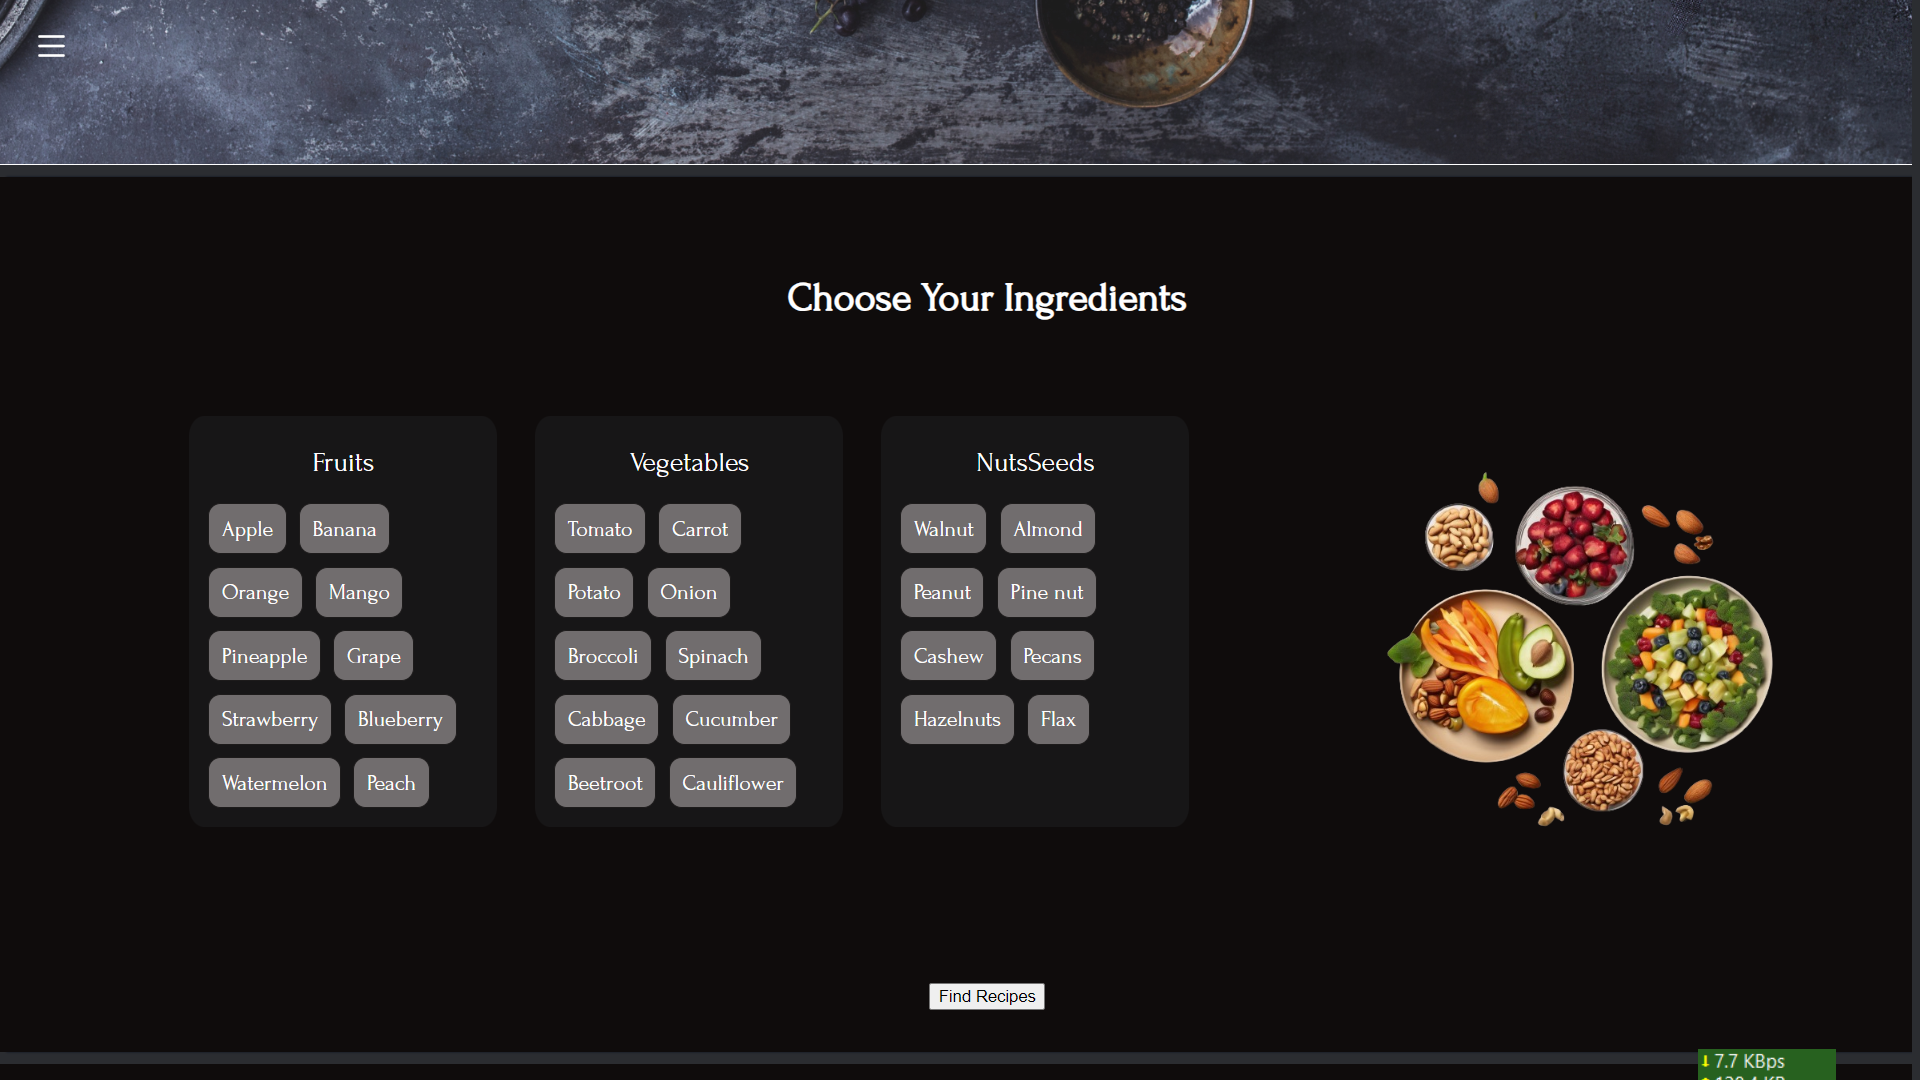 Choose Your Ingredients
Fruits
Apple Banana
Orange Mango
Pineapple Grape
Strawberry Blueberry
Watermelon Peach
Vegetables
Tomato Carrot
Potato Onion
Broccoli Spinach
Cabbage Cucumber
Beetroot Cauliflower
NutsSeeds
Walnut Almond
Peanut Pine nut
Cashew Pecans
Hazelnuts Flax
Find Recipes
7.7 KBps